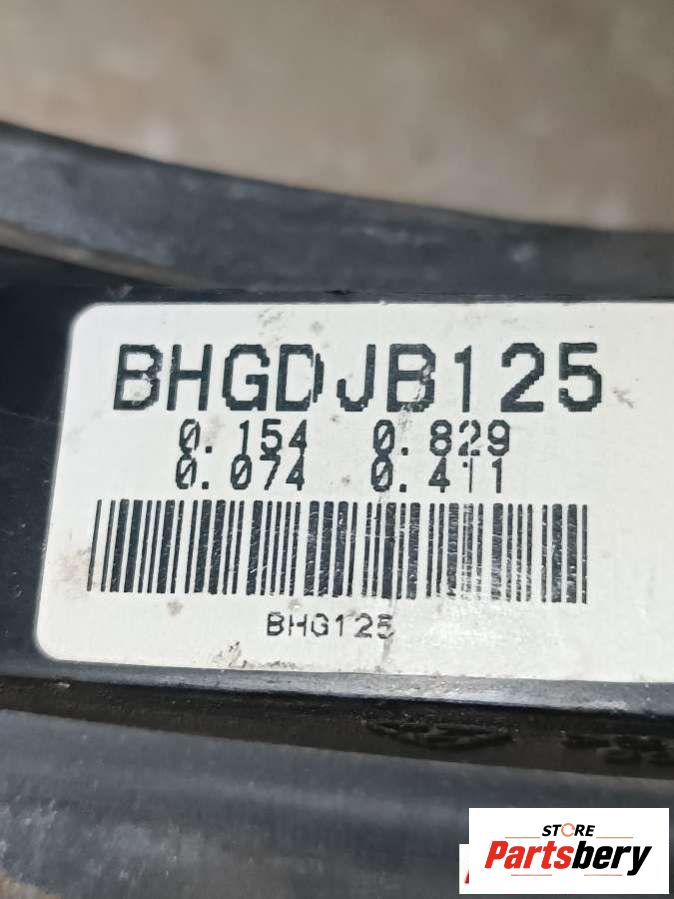 BHGDJB125
0.154 0.829
0.074 0.411
BHG125
STORE
Partsbery